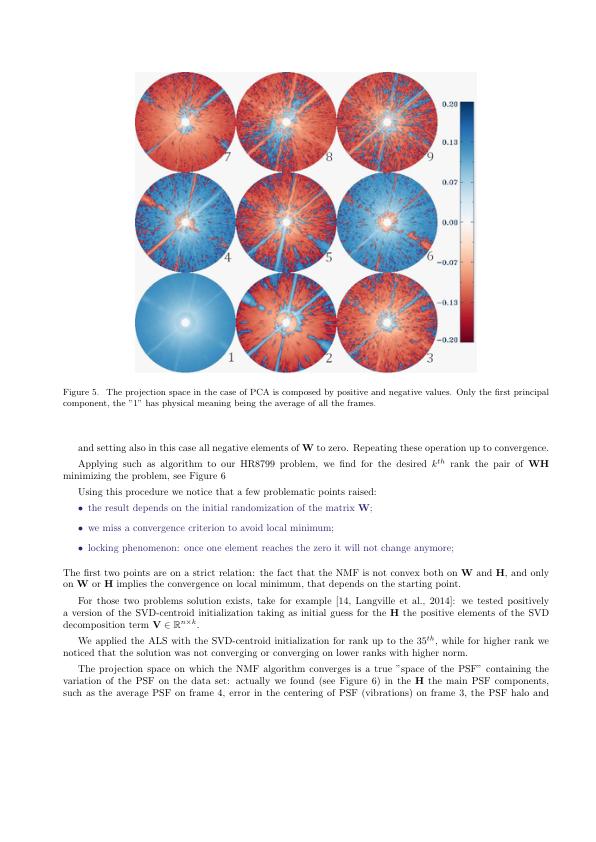 7
8
9
4
5
6
1
2
3
0.20
0.13
0.07
0.00
−0.07
−0.13
−0.20
Figure 5. The projection space in the case of PCA is composed by positive and negative values. Only the first principal
component, the ”1” has physical meaning being the average of all the frames.
and setting also in this case all negative elements of W to zero. Repeating these operation up to convergence.
Applying such as algorithm to our HR8799 problem, we find for the desired kᵗʰ rank the pair of WH
minimizing the problem, see Figure 6
Using this procedure we notice that a few problematic points raised:
• the result depends on the initial randomization of the matrix W;
• we miss a convergence criterion to avoid local minimum;
• locking phenomenon: once one element reaches the zero it will not change anymore;
The first two points are on a strict relation: the fact that the NMF is not convex both on W and H, and only
on W or H implies the convergence on local minimum, that depends on the starting point.
For those two problems solution exists, take for example [14, Langville et al., 2014]: we tested positively
a version of the SVD-centroid initialization taking as initial guess for the H the positive elements of the SVD
decomposition term V ∈ ℝⁿˣᵏ.
We applied the ALS with the SVD-centroid initialization for rank up to the 35ᵗʰ, while for higher rank we
noticed that the solution was not converging or converging on lower ranks with higher norm.
The projection space on which the NMF algorithm converges is a true ”space of the PSF” containing the
variation of the PSF on the data set: actually we found (see Figure 6) in the H the main PSF components,
such as the average PSF on frame 4, error in the centering of PSF (vibrations) on frame 3, the PSF halo and